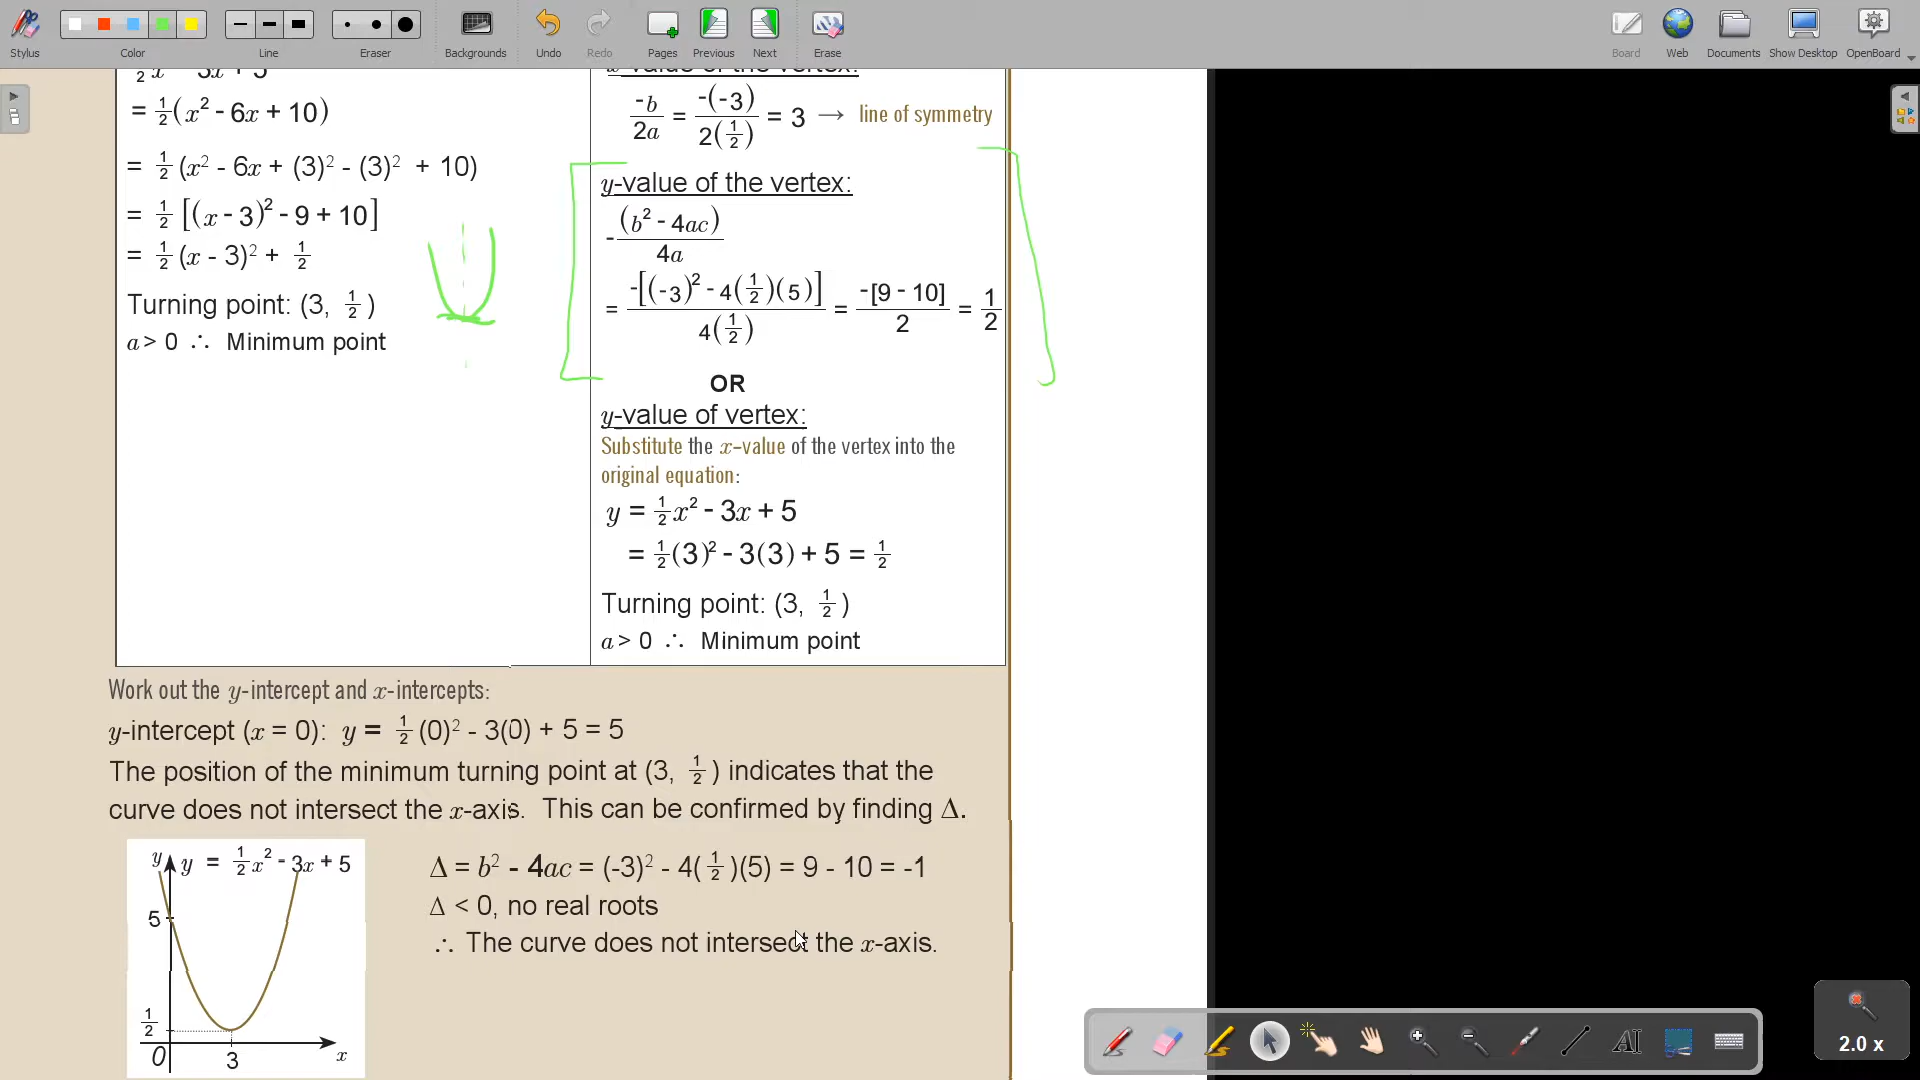 Stylus
Color
Line
Eraser
Backgrounds
Undo
Redo
Pages
Previous
Next
Erase
Board
Web
Documents
Show Desktop
OpenBoard
½x² - 3x + 5
= ½(x² - 6x + 10)
= ½ (x² - 6x + (3)² - (3)² + 10)
= ½ [(x - 3)² - 9 + 10]
= ½ (x - 3)² + ½
Turning point: (3, ½ )
a > 0 ∴ Minimum point
x-value of the vertex:
-b/2a = -(-3)/2(½) = 3 → line of symmetry
y-value of the vertex:
-(b² - 4ac)/4a
= -[(-3)² - 4(½)(5)]/4(½) = -[9 - 10]/2 = 1/2
OR
y-value of vertex:
Substitute the x-value of the vertex into the
original equation:
y = ½x² - 3x + 5
= ½(3)² - 3(3) + 5 = ½
Turning point: (3, ½ )
a > 0 ∴ Minimum point
Work out the y-intercept and x-intercepts:
y-intercept (x = 0): y = ½ (0)² - 3(0) + 5 = 5
The position of the minimum turning point at (3, ½ ) indicates that the
curve does not intersect the x-axis. This can be confirmed by finding Δ.
y y = ½x² - 3x + 5
5
½
0
3
x
Δ = b² - 4ac = (-3)² - 4( ½ )(5) = 9 - 10 = -1
Δ < 0, no real roots
∴ The curve does not intersect the x-axis.
AI
2.0 x